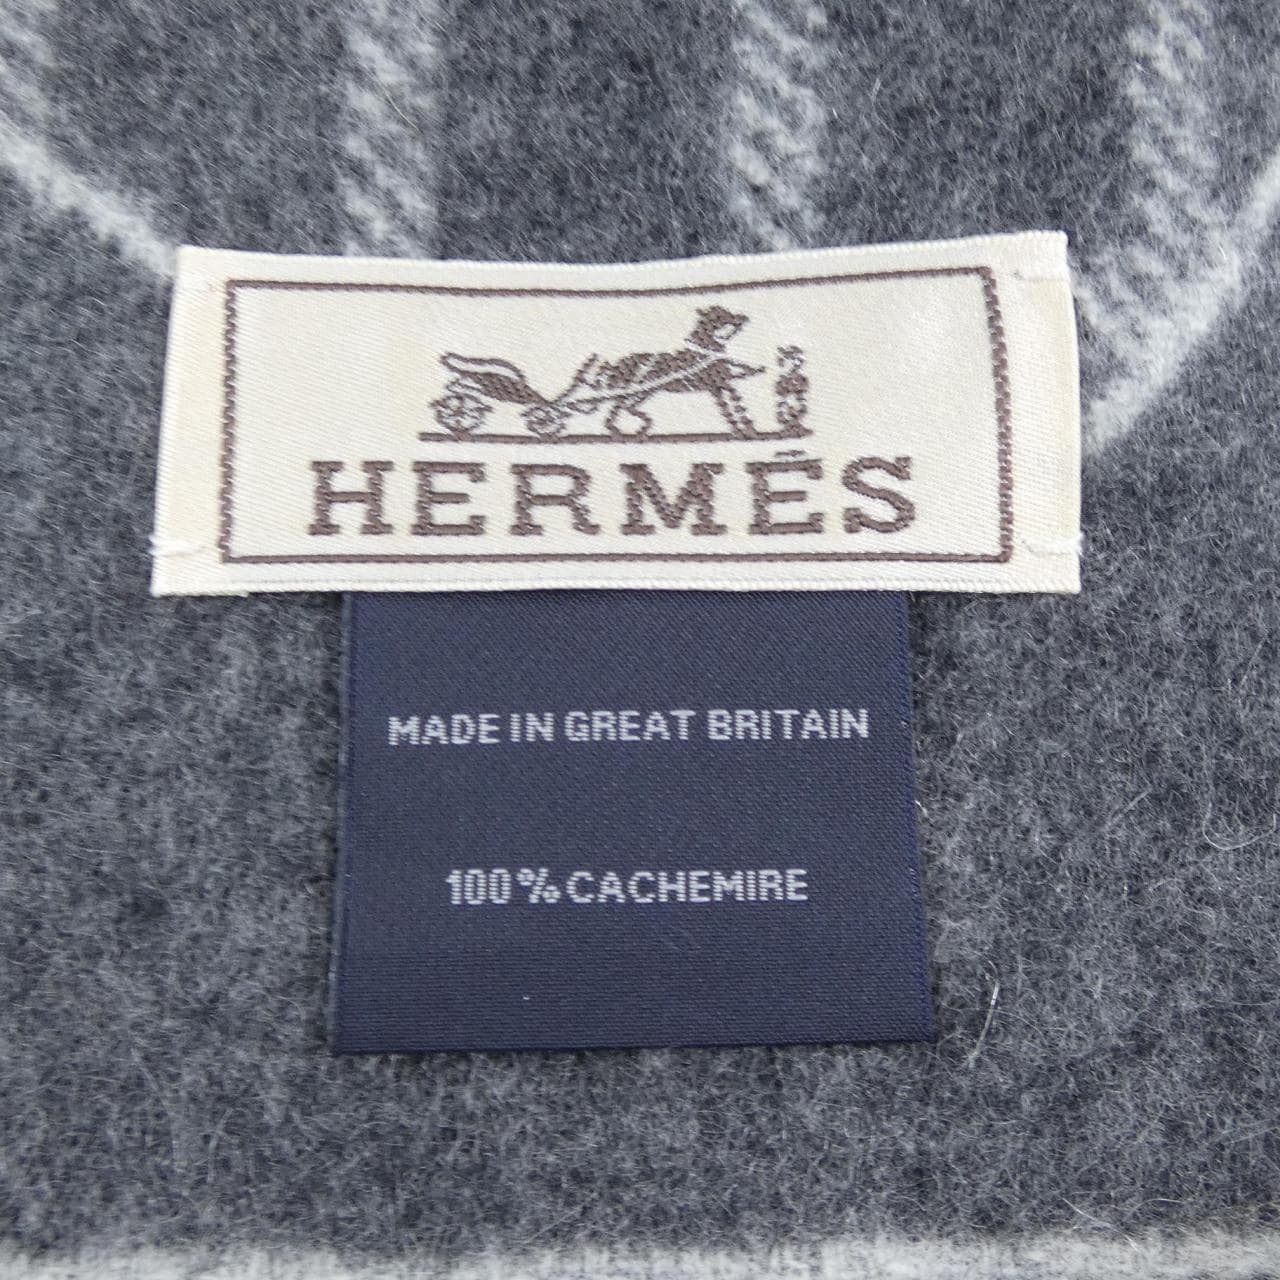 HERMÈS
MADE IN GREAT BRITAIN
100% CACHEMIRE